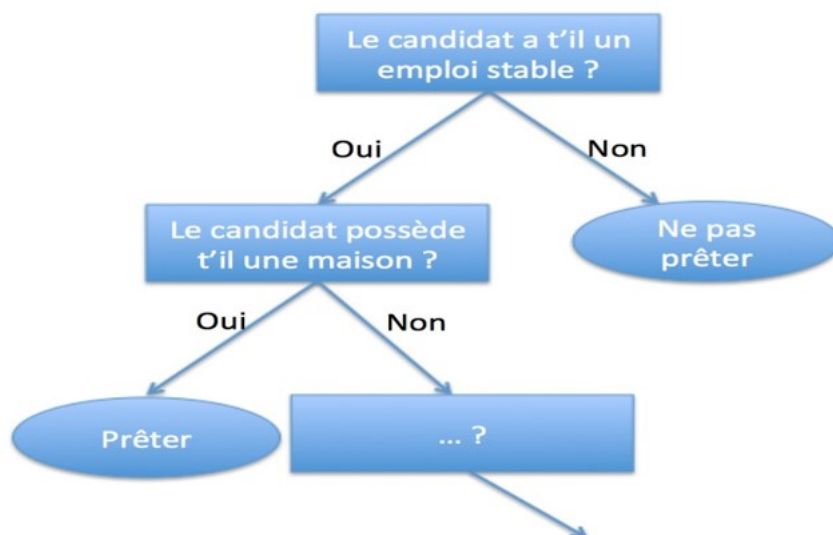 Le candidat a t’il un
emploi stable ?
Oui
Non
Le candidat possède
t’il une maison ?
Ne pas
prêter
Oui
Non
Prêter
... ?